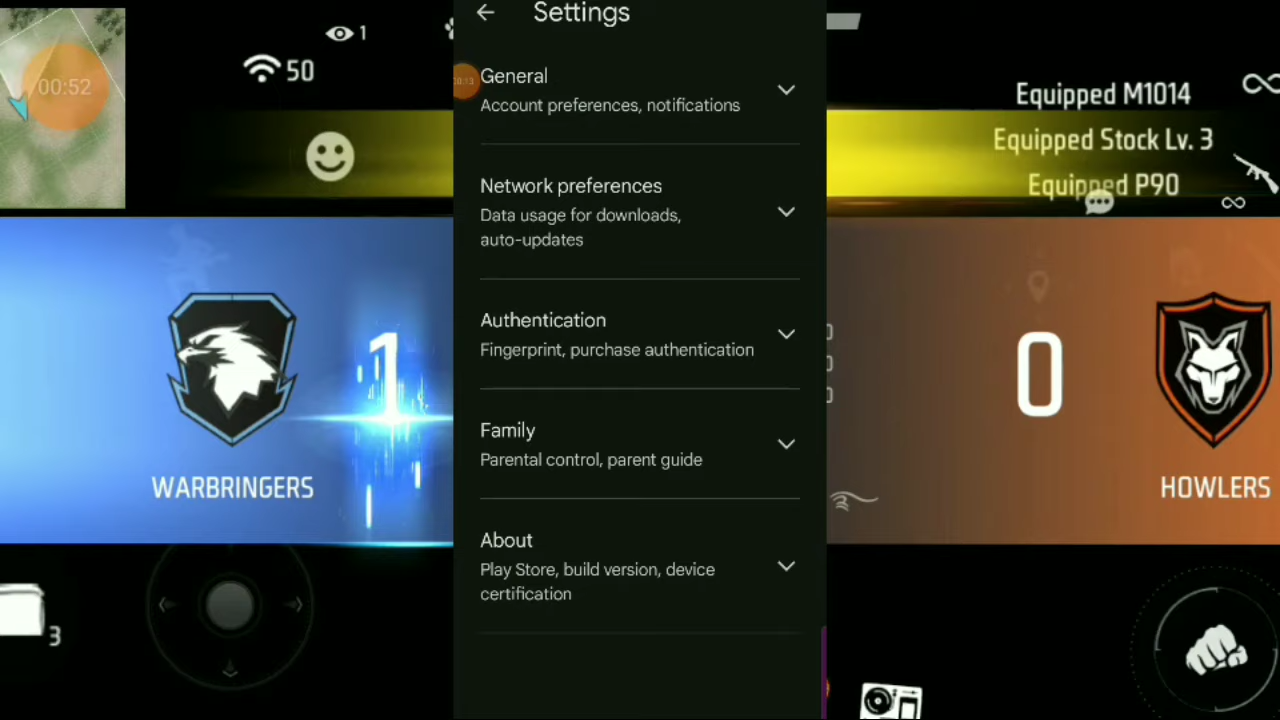 00:52
1
50
Settings
00:13
General
Account preferences, notifications
Network preferences
Data usage for downloads,
auto-updates
Authentication
Fingerprint, purchase authentication
Family
Parental control, parent guide
About
Play Store, build version, device
certification
Equipped M1014
Equipped Stock Lv. 3
Equipped P90
1
WARBRINGERS
0
HOWLERS
3